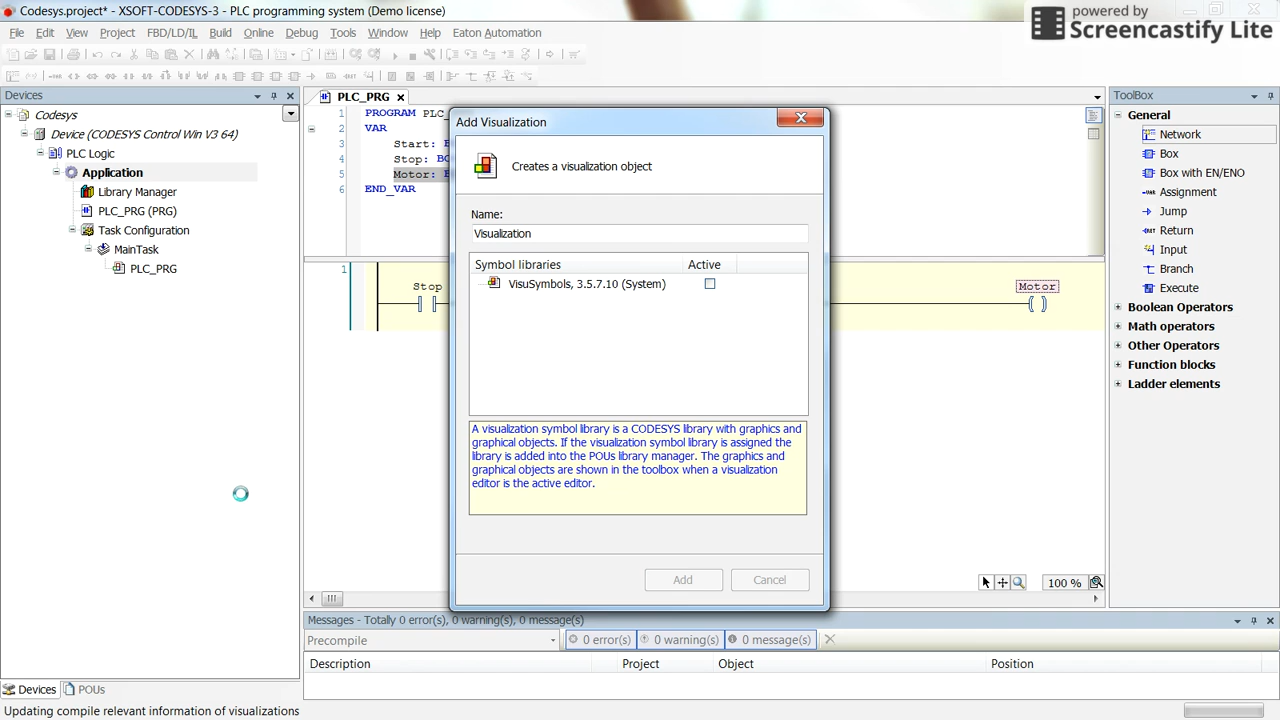 Codesys.project* - XSOFT-CODESYS-3 - PLC programming system (Demo license)
powered by
Screencastify Lite
File Edit View Project FBD/LD/IL Build Online Debug Tools Window Help Eaton Automation
Devices
Codesys
Device (CODESYS Control Win V3 64)
PLC Logic
Application
Library Manager
PLC_PRG (PRG)
Task Configuration
MainTask
PLC_PRG
PLC_PRG
1 PROGRAM PLC_
2 VAR
3 Start: B
4 Stop: BO
5 Motor: B
6 END_VAR
1
Stop
Motor
100 %
Add Visualization
Creates a visualization object
Name:
Visualization
Symbol libraries Active
VisuSymbols, 3.5.7.10 (System)
A visualization symbol library is a CODESYS library with graphics and
graphical objects. If the visualization symbol library is assigned the
library is added into the POUs library manager. The graphics and
graphical objects are shown in the toolbox when a visualization
editor is the active editor.
Add Cancel
ToolBox
General
Network
Box
Box with EN/ENO
Assignment
Jump
Return
Input
Branch
Execute
Boolean Operators
Math operators
Other Operators
Function blocks
Ladder elements
Messages - Totally 0 error(s), 0 warning(s), 0 message(s)
Precompile 0 error(s) 0 warning(s) 0 message(s)
Description Project Object Position
Devices POUs
Updating compile relevant information of visualizations